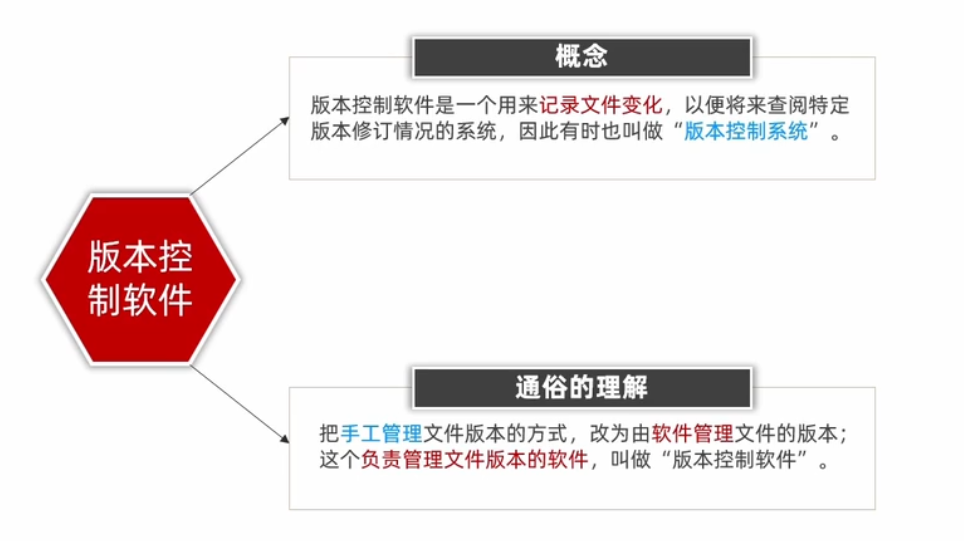 概念
版本控制软件是一个用来记录文件变化，以便将来查阅特定
版本修订情况的系统，因此有时也叫做“版本控制系统”。
版本控
制软件
通俗的理解
把手工管理文件版本的方式，改为由软件管理文件的版本；
这个负责管理文件版本的软件，叫做“版本控制软件”。